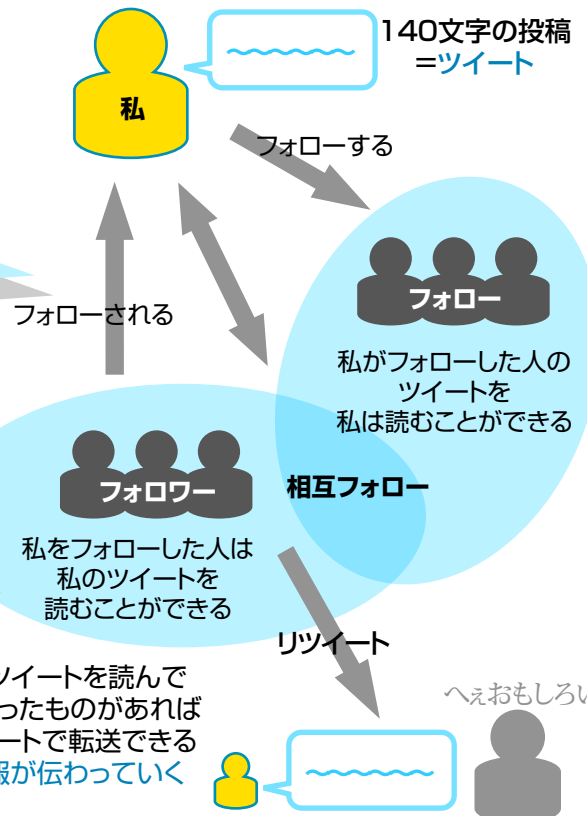 140文字の投稿
=ツイート
私
フォローする
フォローされる
フォロー
私がフォローした人の
ツイートを
私は読むことができる
フォロワー
相互フォロー
私をフォローした人は
私のツイートを
読むことができる
リツイート
ツイートを読んで
ったものがあれば
ートで転送できる
報が伝わっていく
へぇおもしろい